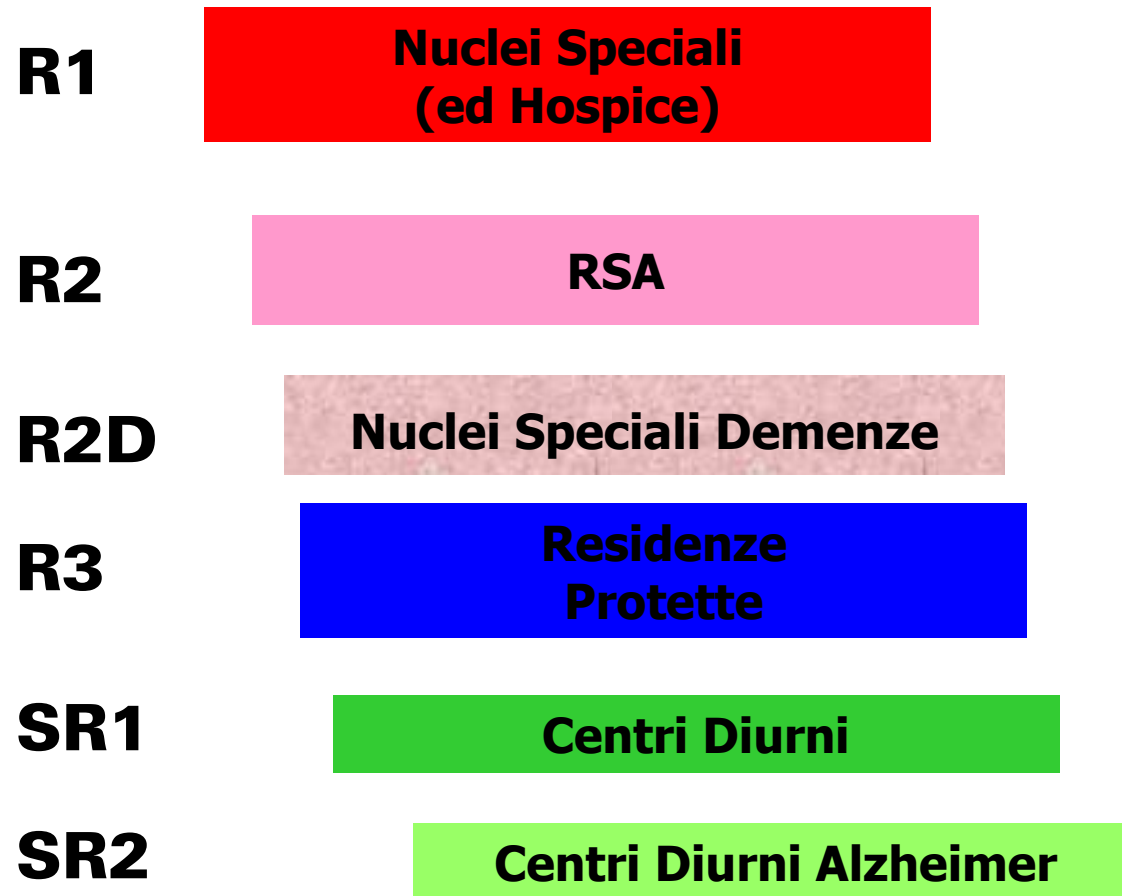 R1
Nuclei Speciali
(ed Hospice)
R2
RSA
R2D
Nuclei Speciali Demenze
R3
Residenze
Protette
SR1
Centri Diurni
SR2
Centri Diurni Alzheimer